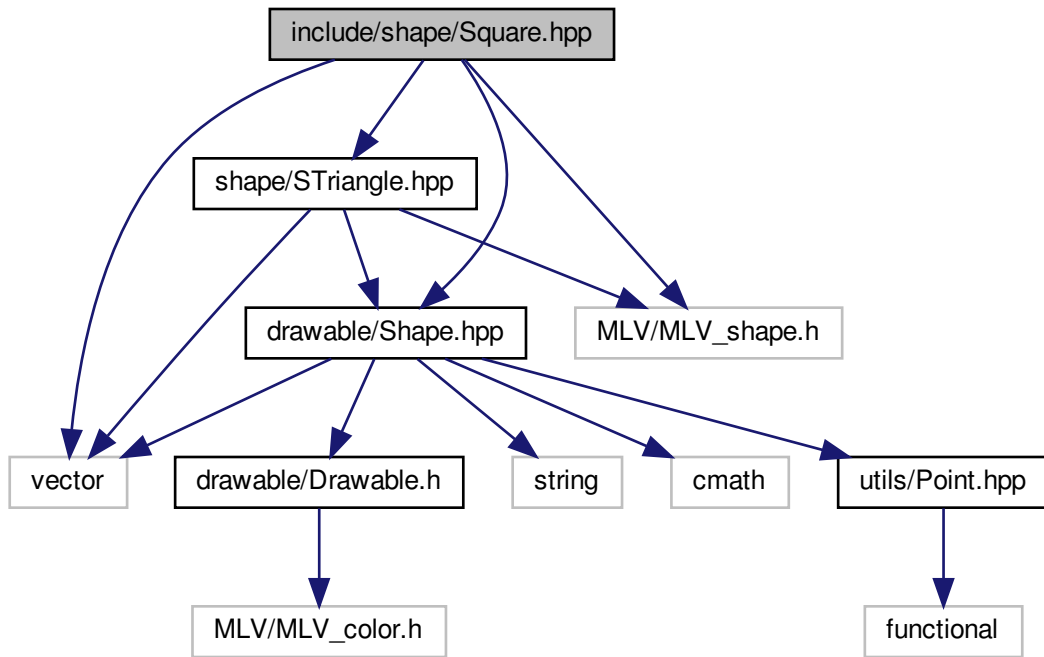 include/shape/Square.hpp
shape/STriangle.hpp
drawable/Shape.hpp
MLV/MLV_shape.h
vector
drawable/Drawable.h
string
cmath
utils/Point.hpp
MLV/MLV_color.h
functional